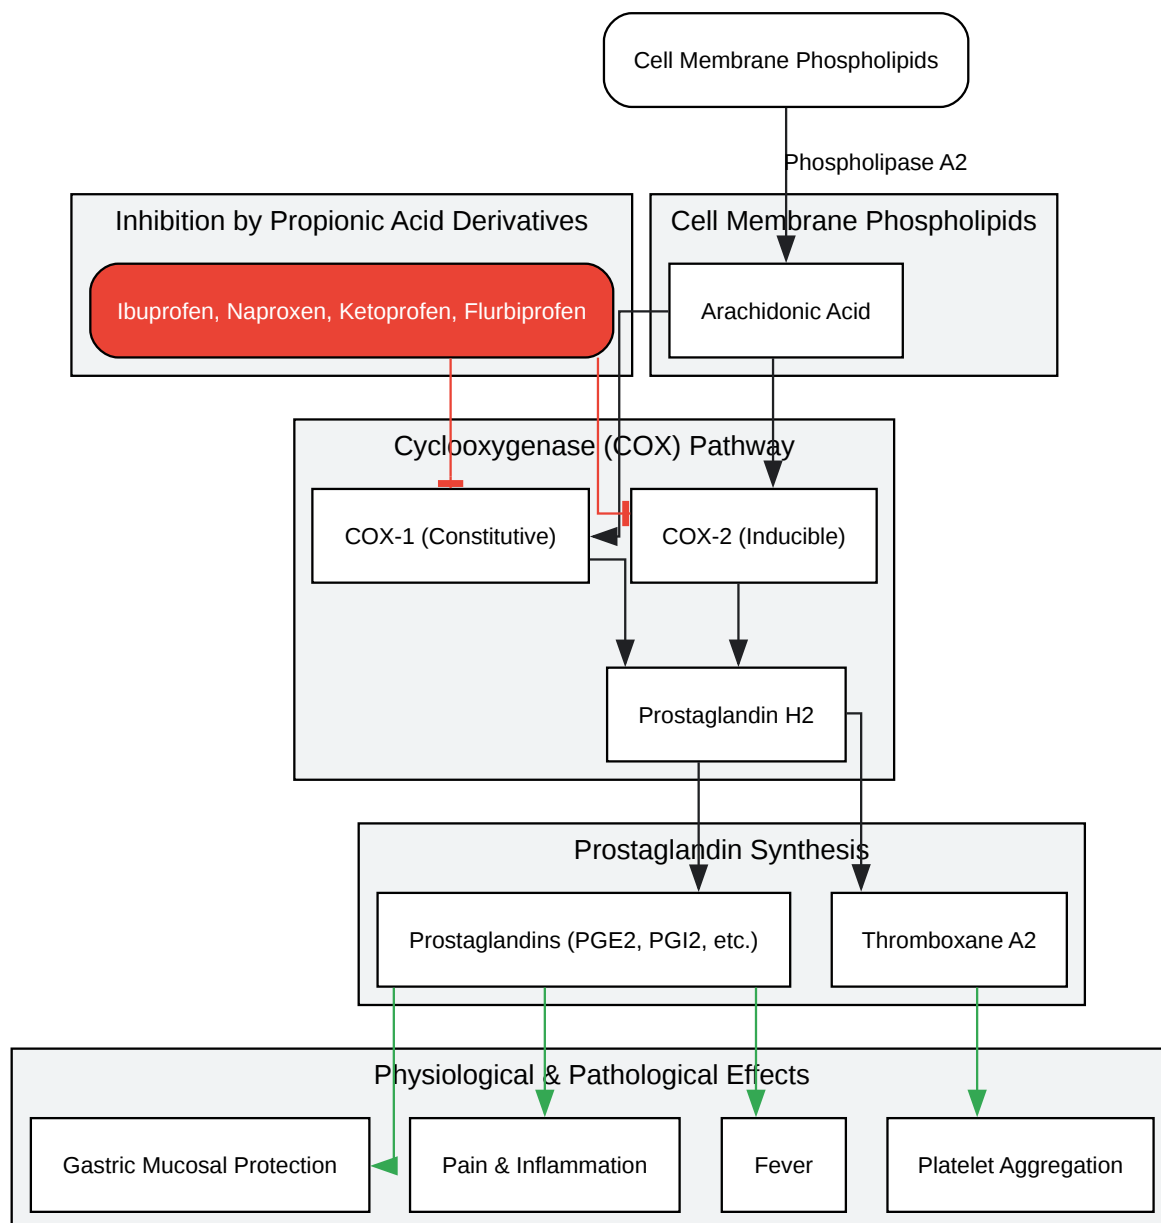 Cell Membrane Phospholipids
Phospholipase A2
Inhibition by Propionic Acid Derivatives
Cell Membrane Phospholipids
Ibuprofen, Naproxen, Ketoprofen, Flurbiprofen
Arachidonic Acid
Cyclooxygenase (COX) Pathway
COX-1 (Constitutive)
COX-2 (Inducible)
Prostaglandin H2
Prostaglandin Synthesis
Prostaglandins (PGE2, PGI2, etc.)
Thromboxane A2
Physiological & Pathological Effects
Gastric Mucosal Protection
Pain & Inflammation
Fever
Platelet Aggregation